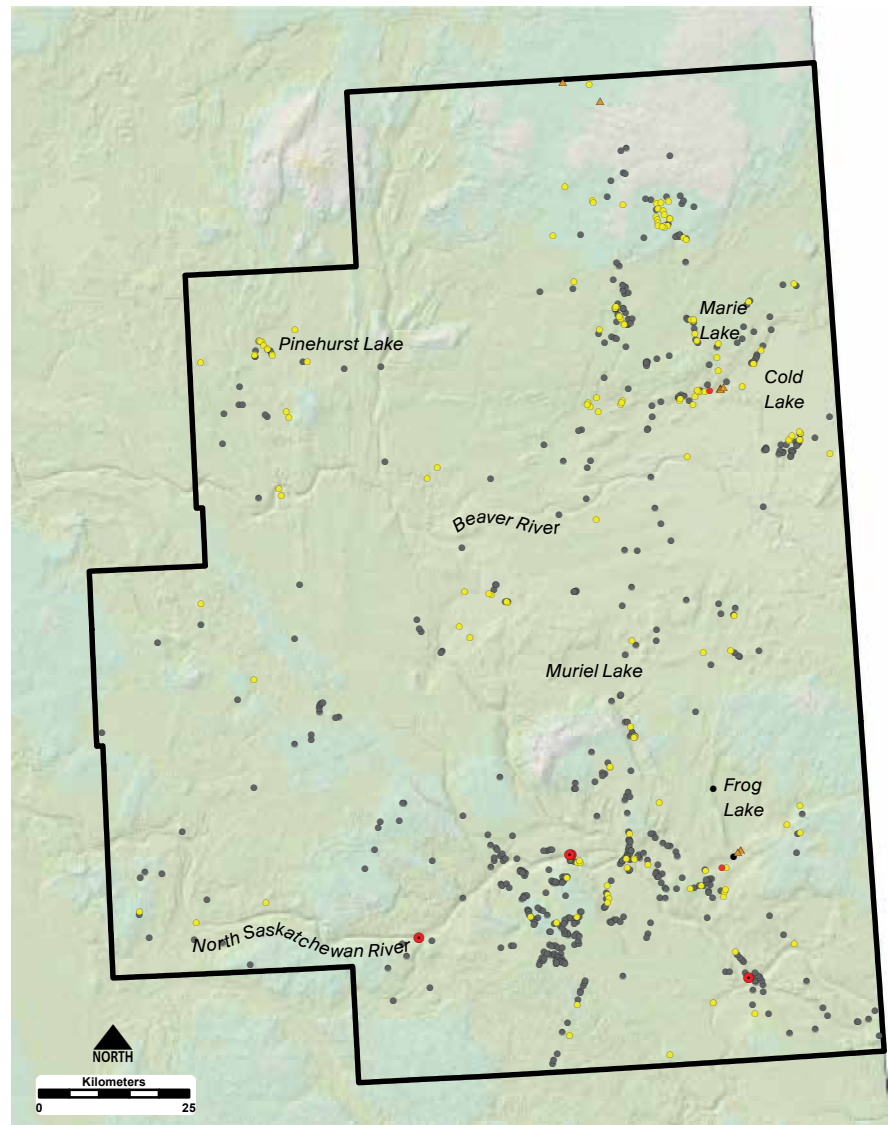 Marie
Lake
Pinehurst Lake
Cold
Lake
Beaver River
Muriel Lake
Frog
Lake
North Saskatchewan River
NORTH
Kilometers
0 25